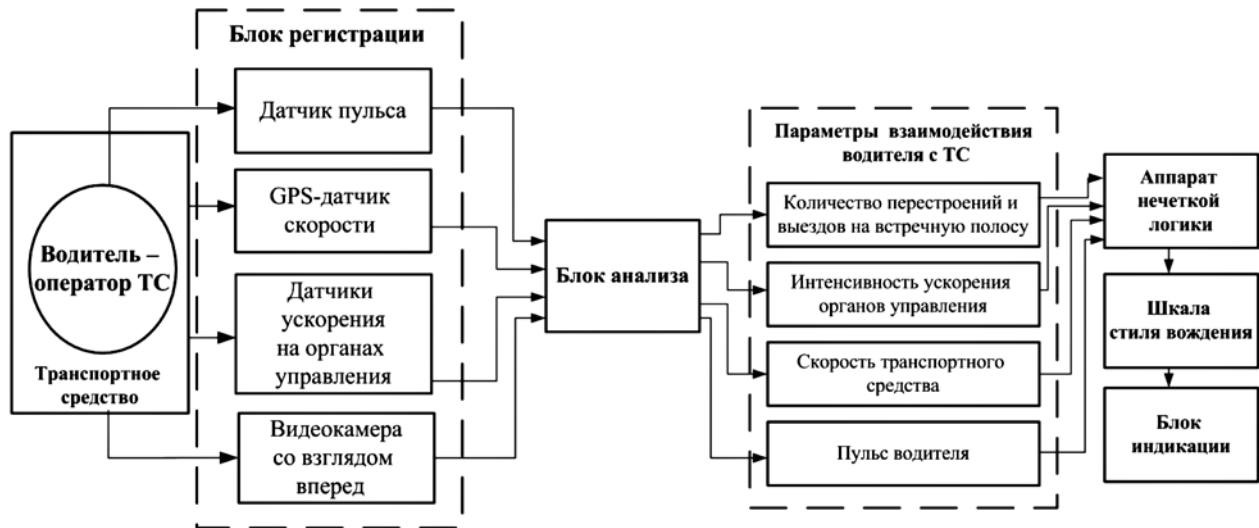 Водитель –
оператор ТС
Транспортное
средство
Блок регистрации
Датчик пульса
GPS-датчик
скорости
Датчики
ускорения
на органах
управления
Видеокамера
со взглядом
вперед
Блок анализа
Параметры взаимодействия
водителя с ТС
Количество перестроений и
выездов на встречную полосу
Интенсивность ускорения
органов управления
Скорость транспортного
средства
Пульс водителя
Аппарат
нечеткой
логики
Шкала
стиля вождения
Блок
индикации